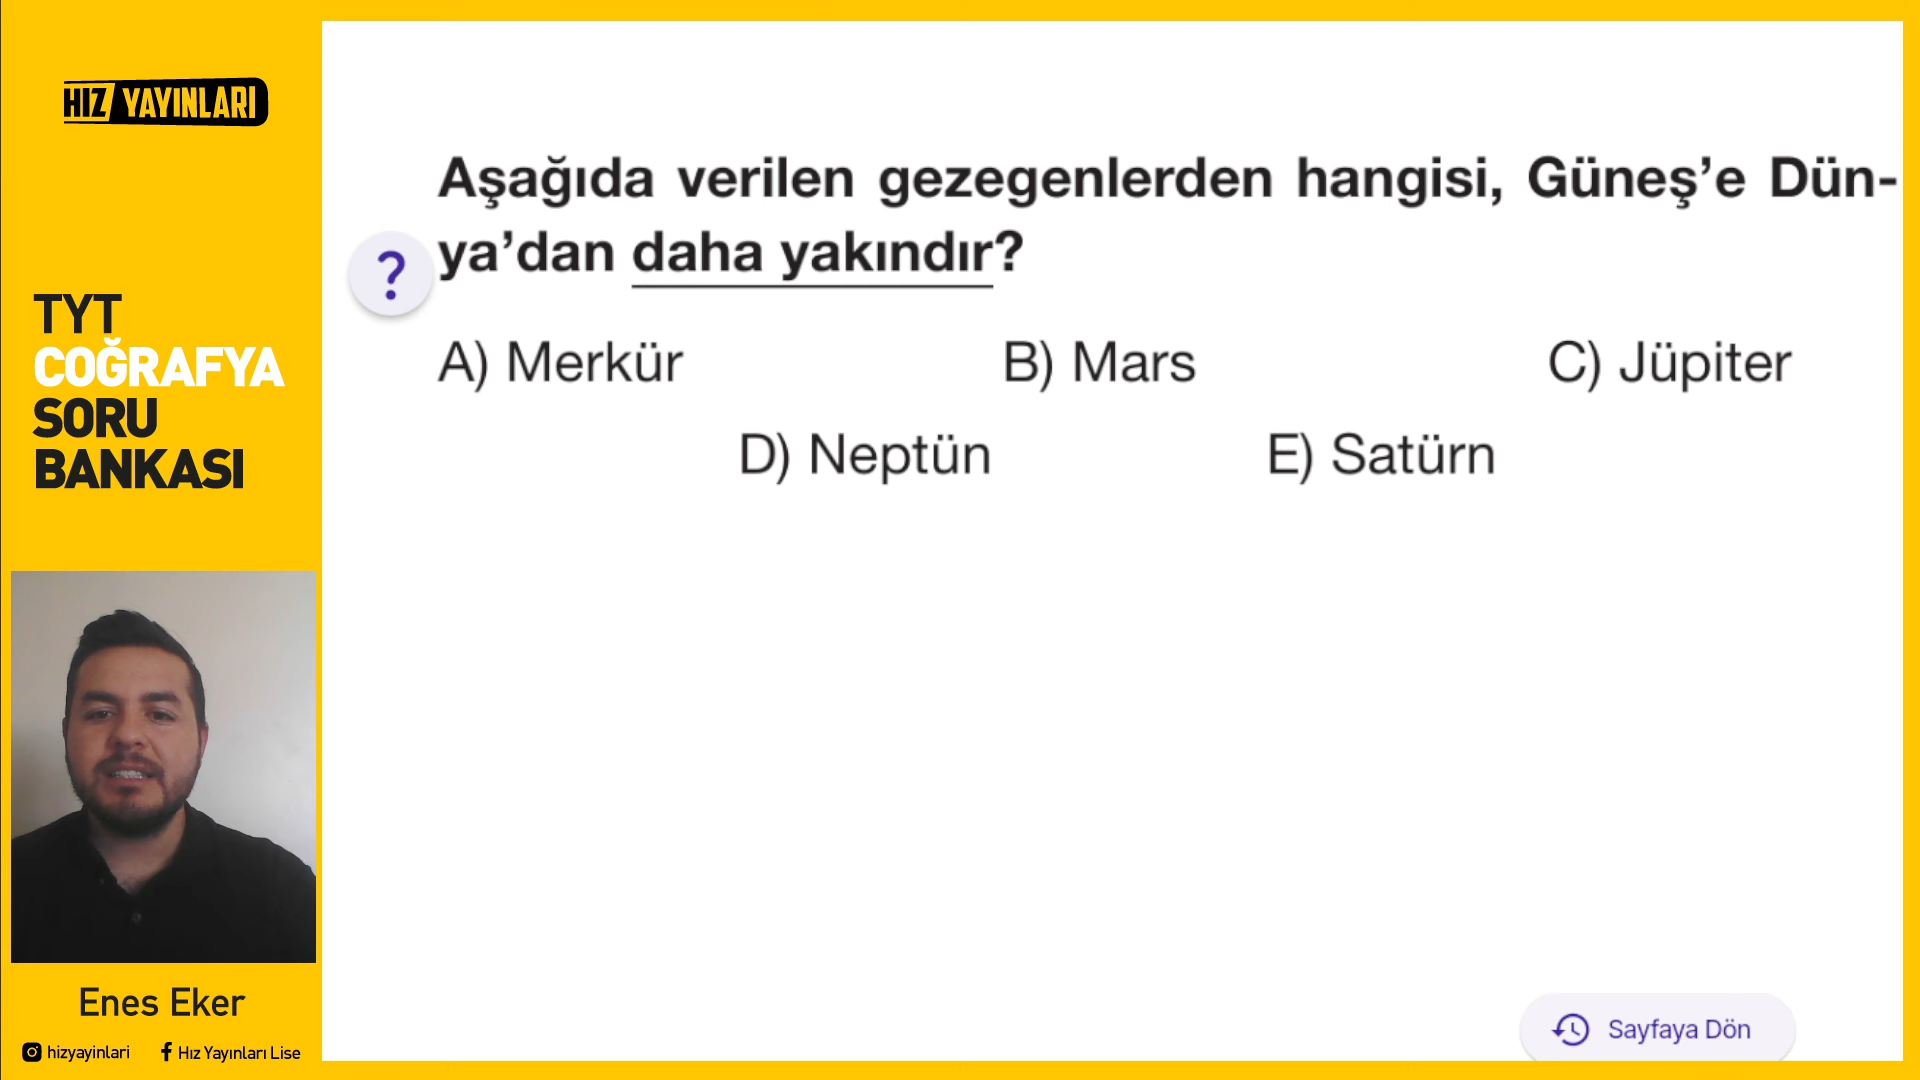 HIZ YAYINLARI
TYT
COĞRAFYA
SORU
BANKASI
Enes Eker
hizyayinlari
Hız Yayınları Lise
Aşağıda verilen gezegenlerden hangisi, Güneş’e Dün-
?
ya’dan daha yakındır?
A) Merkür B) Mars C) Jüpiter
D) Neptün E) Satürn
Sayfaya Dön